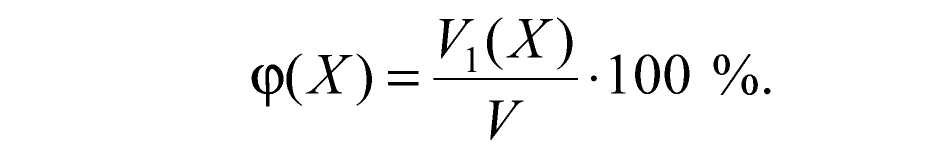 φ(X) = V₁(X) / V · 100 %.